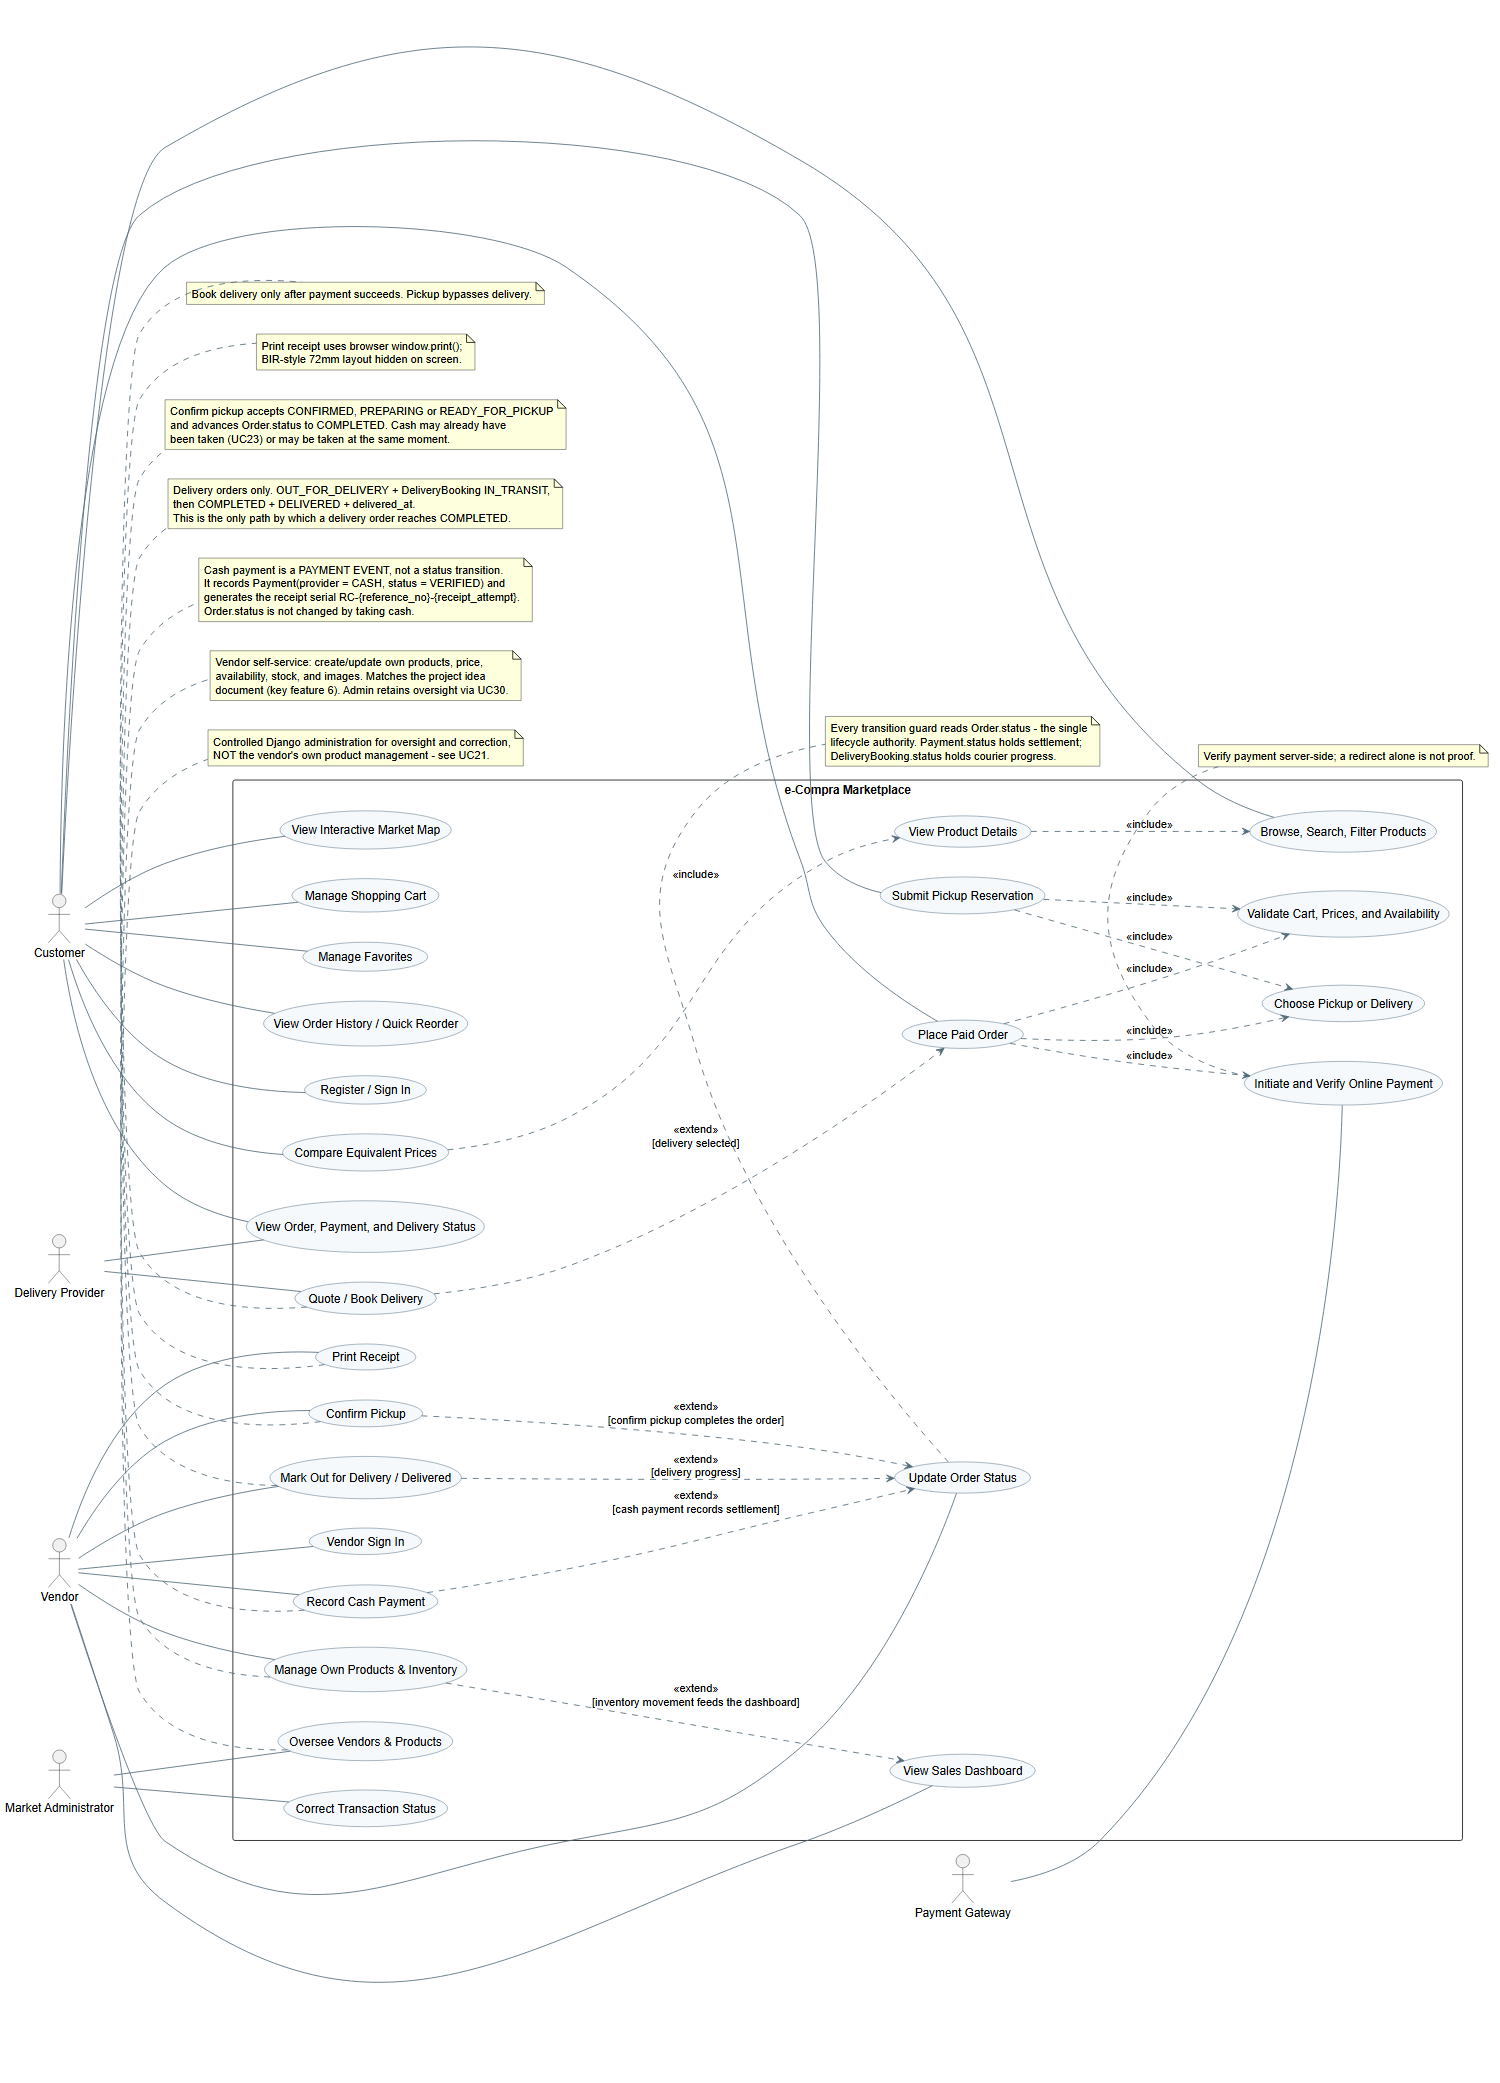 Book delivery only after payment succeeds. Pickup bypasses delivery.
Print receipt uses browser window.print();
BIR-style 72mm layout hidden on screen.
Confirm pickup accepts CONFIRMED, PREPARING or READY_FOR_PICKUP
and advances Order.status to COMPLETED. Cash may already have
been taken (UC23) or may be taken at the same moment.
Delivery orders only. OUT_FOR_DELIVERY + DeliveryBooking IN_TRANSIT,
then COMPLETED + DELIVERED + delivered_at.
This is the only path by which a delivery order reaches COMPLETED.
Cash payment is a PAYMENT EVENT, not a status transition.
It records Payment(provider = CASH, status = VERIFIED) and
generates the receipt serial RC-{reference_no}-{receipt_attempt}.
Order.status is not changed by taking cash.
Vendor self-service: create/update own products, price,
availability, stock, and images. Matches the project idea
document (key feature 6). Admin retains oversight via UC30.
Controlled Django administration for oversight and correction,
NOT the vendor's own product management - see UC21.
Every transition guard reads Order.status - the single
lifecycle authority. Payment.status holds settlement;
DeliveryBooking.status holds courier progress.
Verify payment server-side; a redirect alone is not proof.
e-Compra Marketplace
View Interactive Market Map
View Product Details
«include»
Browse, Search, Filter Products
«include»
Manage Shopping Cart
Submit Pickup Reservation
«include»
Validate Cart, Prices, and Availability
«include»
Customer
Manage Favorites
«include»
Choose Pickup or Delivery
View Order History / Quick Reorder
Place Paid Order
«include»
«include»
Initiate and Verify Online Payment
Register / Sign In
Compare Equivalent Prices
«extend»
[delivery selected]
View Order, Payment, and Delivery Status
Delivery Provider
Quote / Book Delivery
Print Receipt
Confirm Pickup
«extend»
[confirm pickup completes the order]
Mark Out for Delivery / Delivered
«extend»
[delivery progress]
Update Order Status
«extend»
[cash payment records settlement]
Vendor Sign In
Vendor
Record Cash Payment
Manage Own Products & Inventory
«extend»
[inventory movement feeds the dashboard]
Oversee Vendors & Products
View Sales Dashboard
Market Administrator
Correct Transaction Status
Payment Gateway